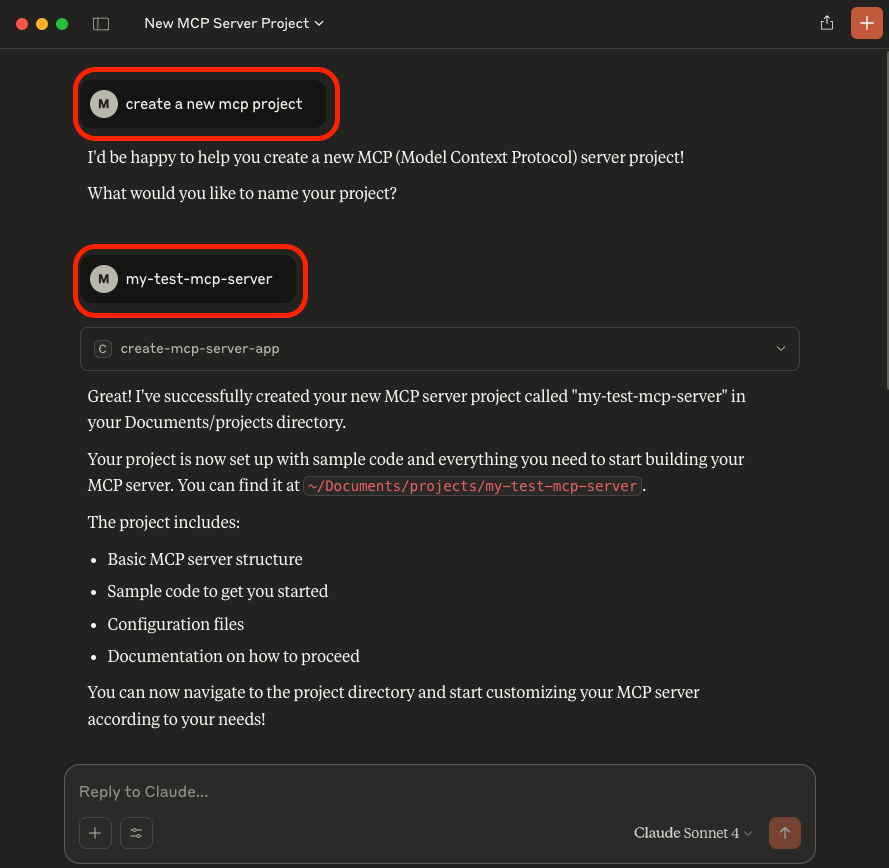 New MCP Server Project
M create a new mcp project
I'd be happy to help you create a new MCP (Model Context Protocol) server project!
What would you like to name your project?
M my-test-mcp-server
C create-mcp-server-app
Great! I've successfully created your new MCP server project called "my-test-mcp-server" in
your Documents/projects directory.
Your project is now set up with sample code and everything you need to start building your
MCP server. You can find it at ~/Documents/projects/my-test-mcp-server.
The project includes:
• Basic MCP server structure
• Sample code to get you started
• Configuration files
• Documentation on how to proceed
You can now navigate to the project directory and start customizing your MCP server
according to your needs!
Reply to Claude...
Claude Sonnet 4